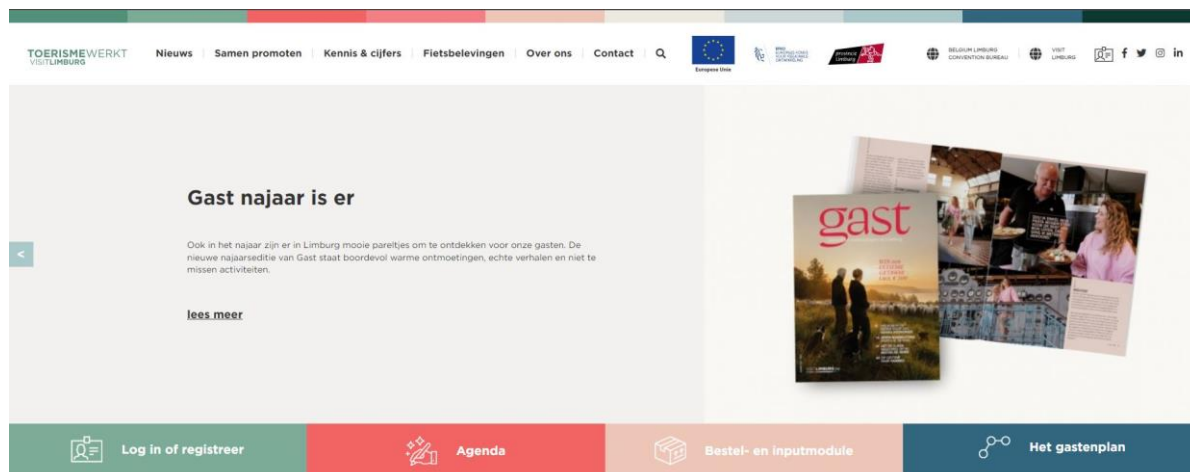 TOERISMEWERKT
VISITLIMBURG
Nieuws
Samen promoten
Kennis & cijfers
Fietsbelevingen
Over ons
Contact
Europese Unie
provincie
limburg
BELGIUM LIMBURG
CONVENTION BUREAU
VISIT
LIMBURG
Gast najaar is er
Ook in het najaar zijn er in Limburg mooie pareltjes om te ontdekken voor onze gasten. De
nieuwe najaarseditie van Gast staat boordevol warme ontmoetingen, echte verhalen en niet te
missen activiteiten.
lees meer
<
gast
Log in of registreer
Agenda
Bestel- en inputmodule
Het gastenplan